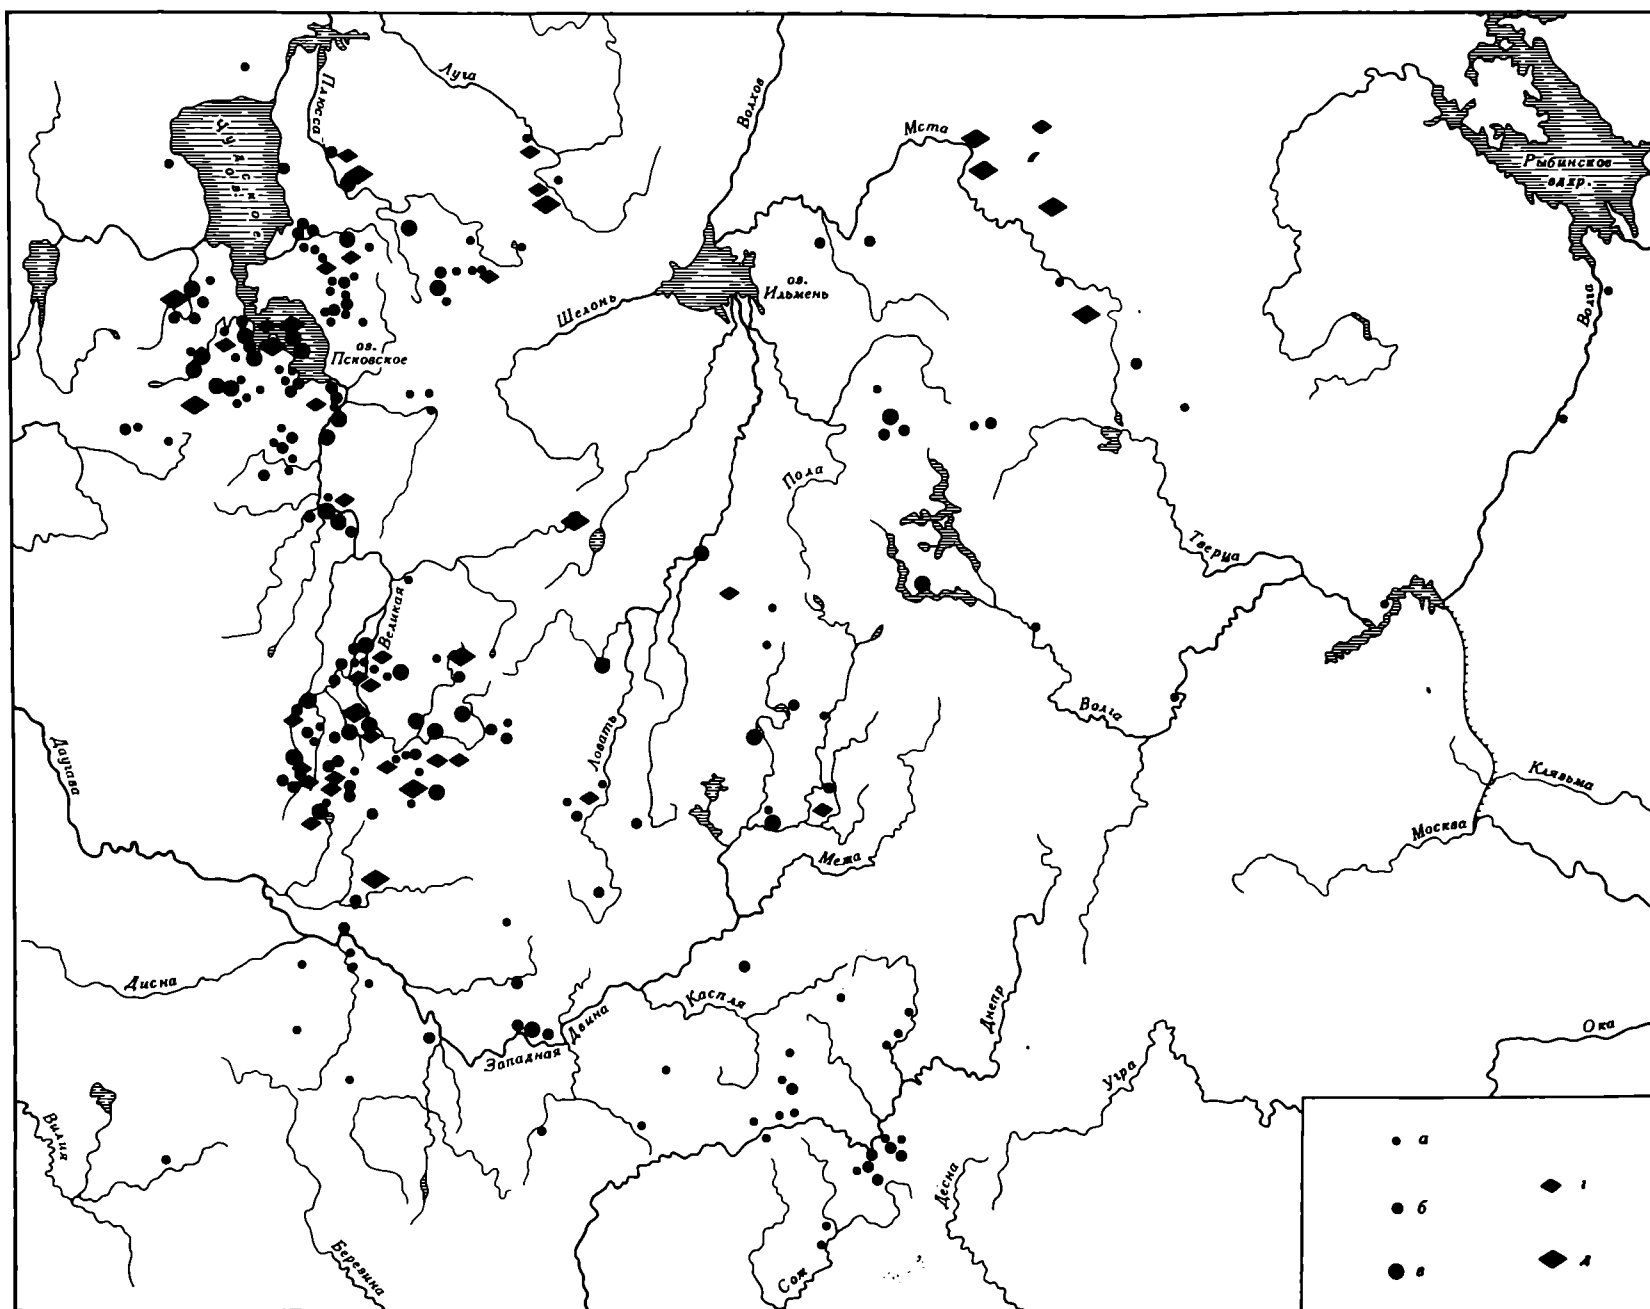 Плюсса
Луга
Волхов
Мста
Рыбинское
вдхр.
Чудское
оз.
оз.
Ильмень
Шелонь
Волга
оз.
Псковское
Пола
Тверца
Великая
Ловать
Волга
Даугава
Клязьма
Москва
Межа
Дисна
Каспля
Днепр
Двина
Западная
Ока
Угра
Вилия
Десна
Березина
Сож
а
б
в
г
д